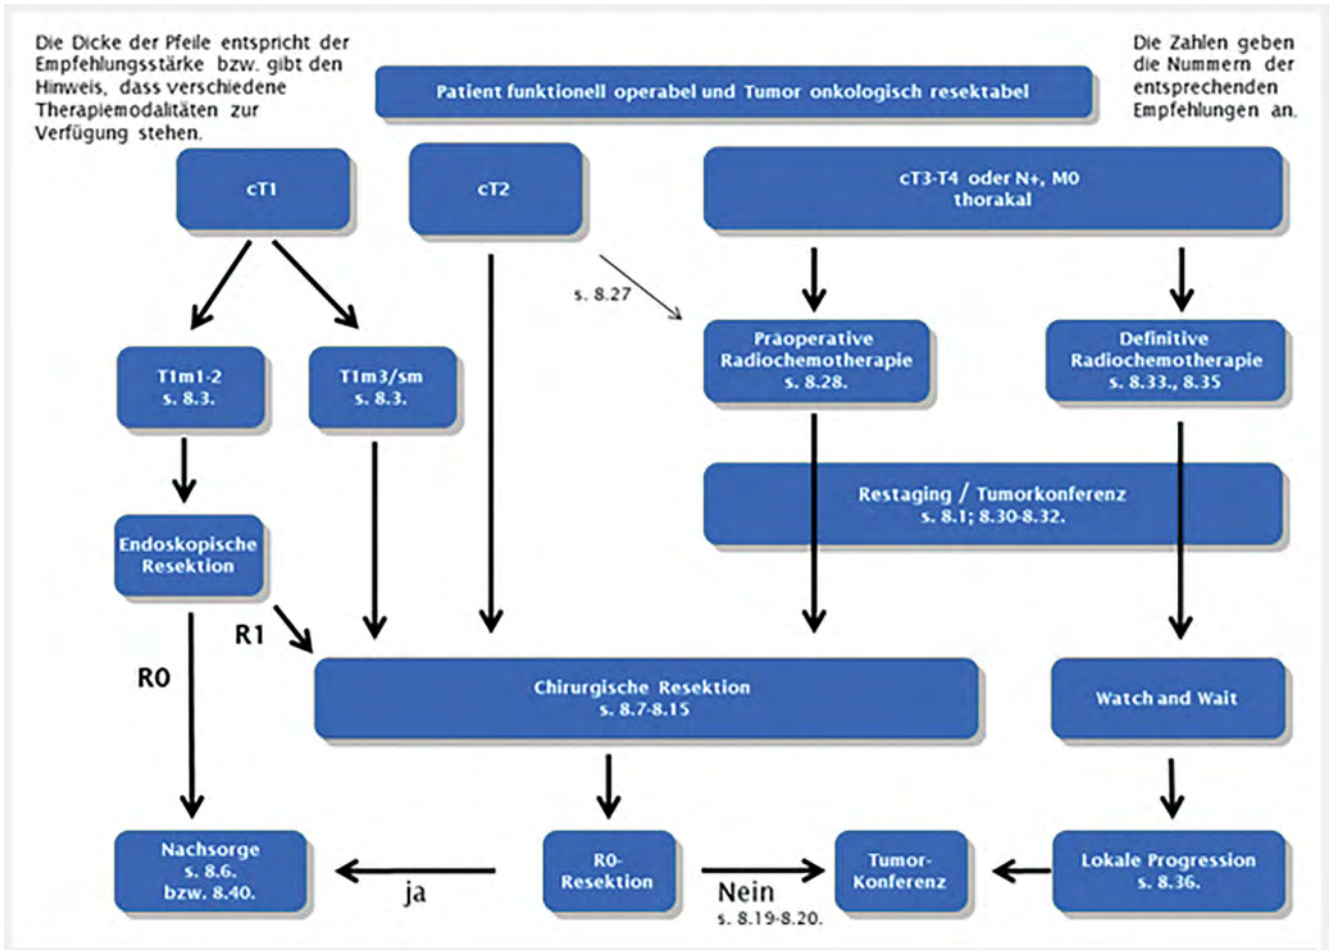 Die Dicke der Pfeile entspricht der
Empfehlungsstärke bzw. gibt den
Hinweis, dass verschiedene
Therapiemodalitäten zur
Verfügung stehen.
Patient funktionell operabel und Tumor onkologisch resektabel
Die Zahlen geben
die Nummern der
entsprechenden
Empfehlungen an.
cT1
cT2
cT3-T4 oder N+, M0
thorakal
s. 8.27
T1m1-2
s. 8.3.
T1m3/sm
s. 8.3.
Präoperative
Radiochemotherapie
s. 8.28.
Definitive
Radiochemotherapie
s. 8.33., 8.35
Restaging / Tumorkonferenz
s. 8.1; 8.30-8.32.
Endoskopische
Resektion
R1
R0
Chirurgische Resektion
s. 8.7-8.15
Watch and Wait
Nachsorge
s. 8.6.
bzw. 8.40.
ja
R0-
Resektion
Nein
s. 8.19-8.20.
Tumor-
Konferenz
Lokale Progression
s. 8.36.